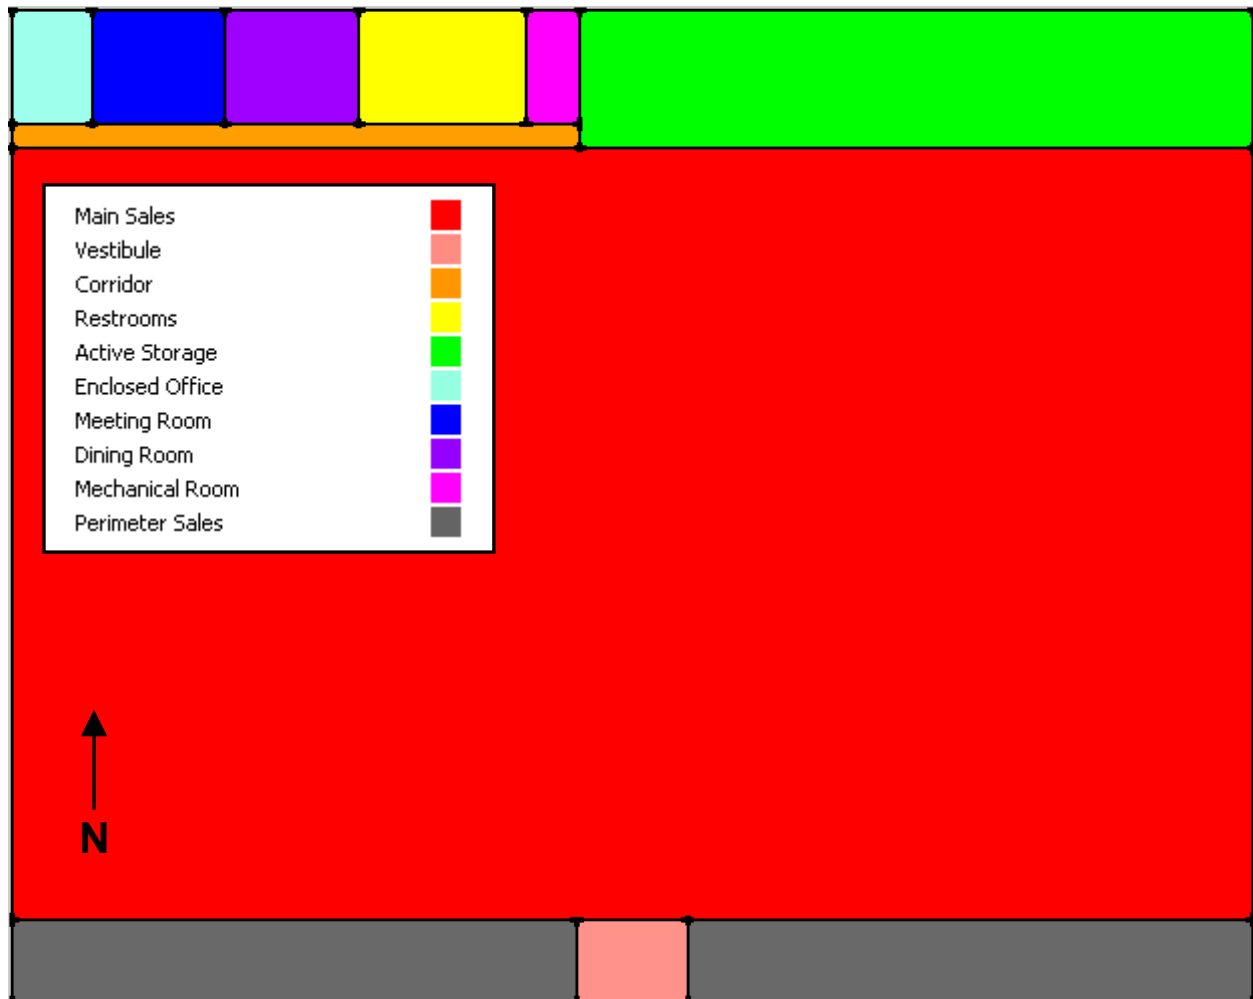 Main Sales
Vestibule
Corridor
Restrooms
Active Storage
Enclosed Office
Meeting Room
Dining Room
Mechanical Room
Perimeter Sales
N